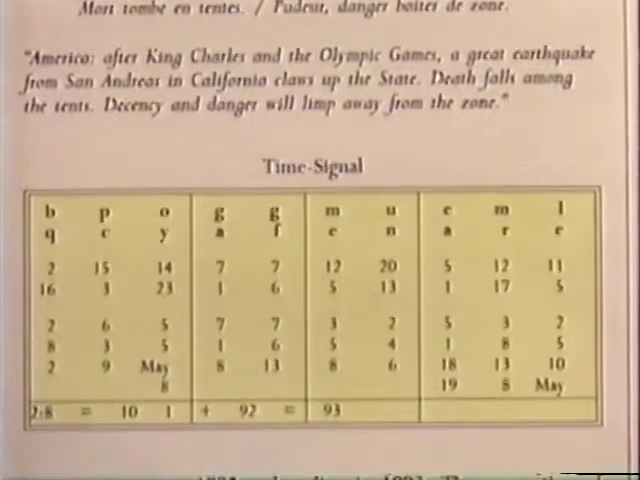 Mort tombe en tentes. / Pudeur, danger boiter de zone.
"America: after King Charles and the Olympic Games, a great earthquake
from San Andreas in California claws up the State. Death falls among
the tents. Decency and danger will limp away from the zone."
Time-Signal
b p o g g m u c m l
q c y a f e n a r e
2 15 14 7 7 12 20 5 12 11
16 3 23 1 6 5 13 1 17 5
2 6 5 7 7 3 2 5 3 2
8 3 5 1 6 5 4 1 8 5
2 9 May 8 13 8 6 18 13 10
8 19 8 May
2:8 = 10 1 + 92 = 93